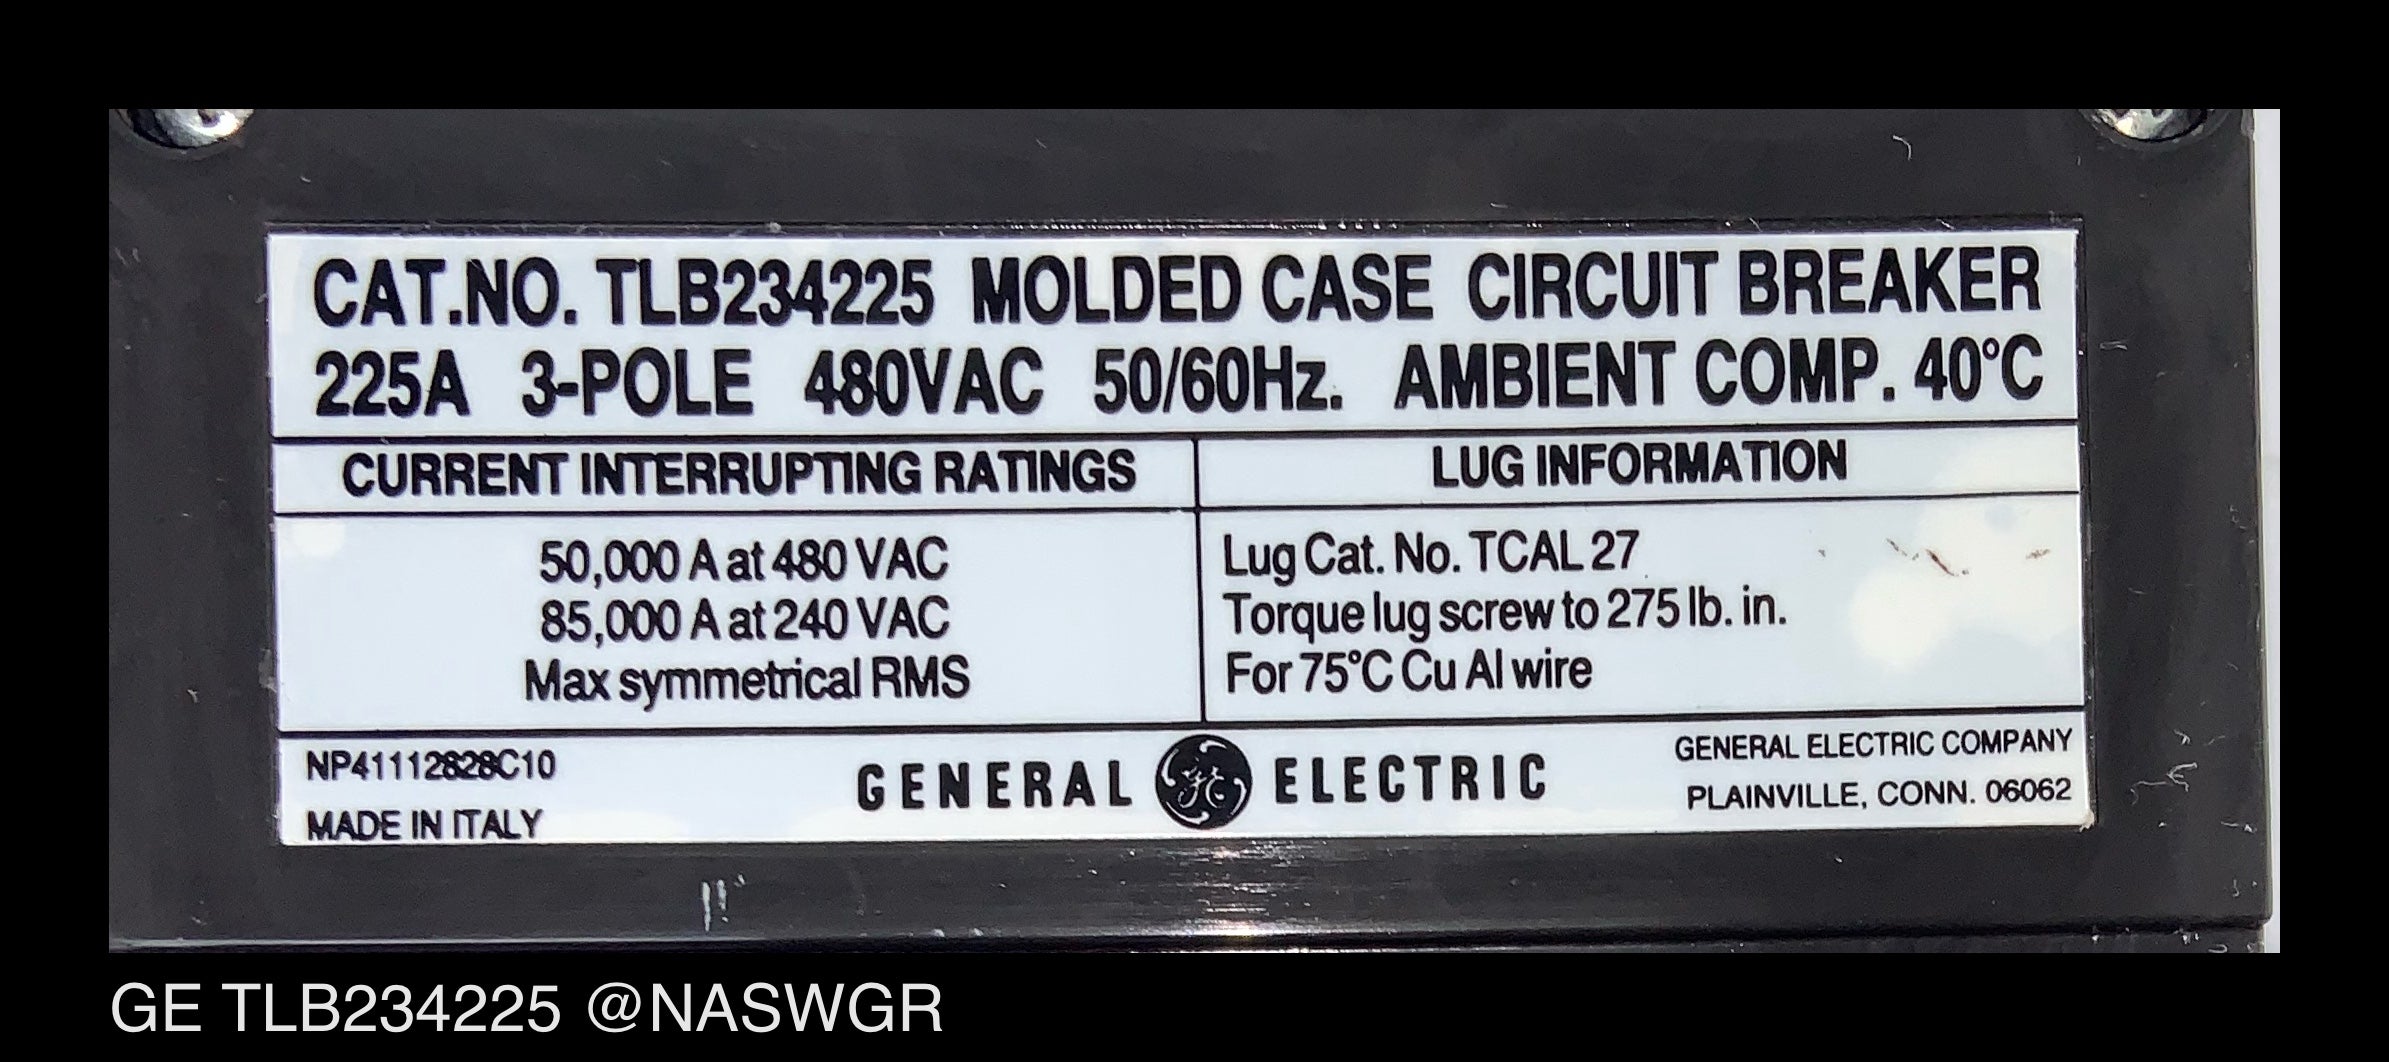 CAT.NO. TLB234225 MOLDED CASE CIRCUIT BREAKER
225A 3-POLE 480VAC 50/60Hz. AMBIENT COMP. 40°C
CURRENT INTERRUPTING RATINGS
50,000 A at 480 VAC
85,000 A at 240 VAC
Max symmetrical RMS
LUG INFORMATION
Lug Cat. No. TCAL 27
Torque lug screw to 275 lb. in.
For 75°C Cu Al wire
NP41112828C10
MADE IN ITALY
GENERAL GE ELECTRIC
GENERAL ELECTRIC COMPANY
PLAINVILLE, CONN. 06062
GE TLB234225 @NASWGR